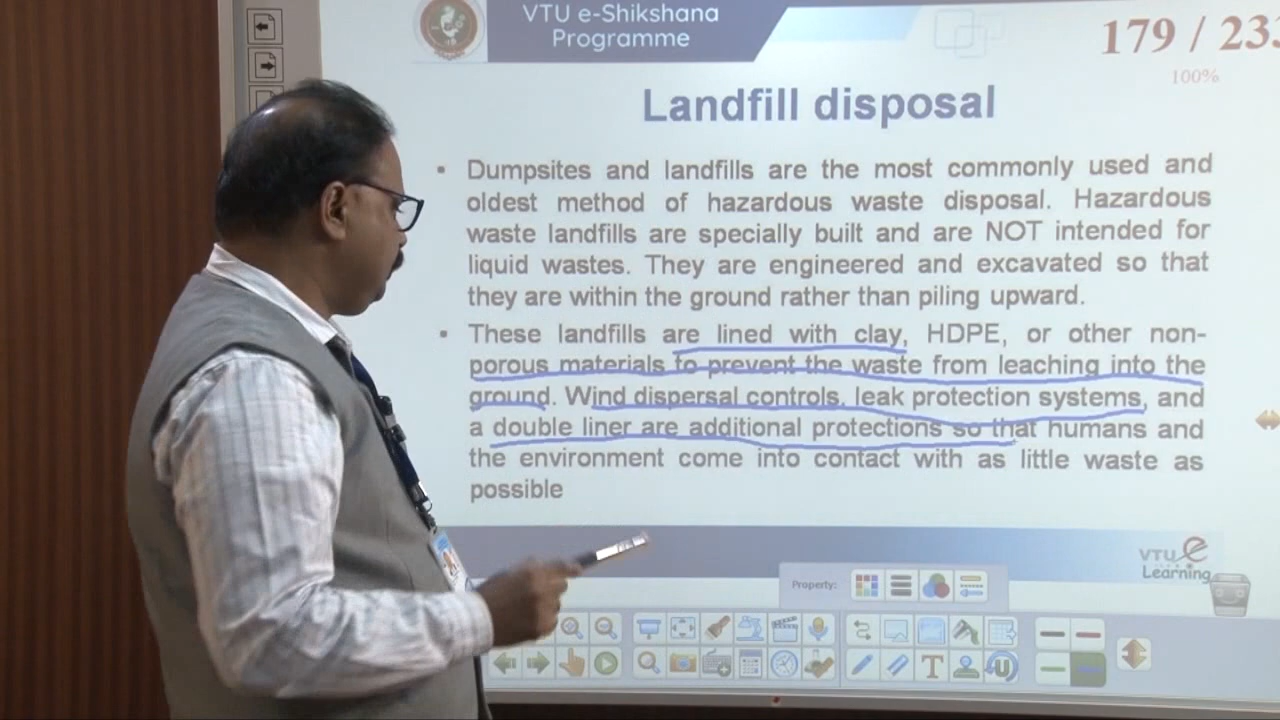 VTU e-Shikshana
Programme
179 / 233
100%
Landfill disposal
• Dumpsites and landfills are the most commonly used and
oldest method of hazardous waste disposal. Hazardous
waste landfills are specially built and are NOT intended for
liquid wastes. They are engineered and excavated so that
they are within the ground rather than piling upward.
• These landfills are lined with clay, HDPE, or other non-
porous materials to prevent the waste from leaching into the
ground. Wind dispersal controls, leak protection systems, and
a double liner are additional protections so that humans and
the environment come into contact with as little waste as
possible
VTU e
Learning
Property:
T